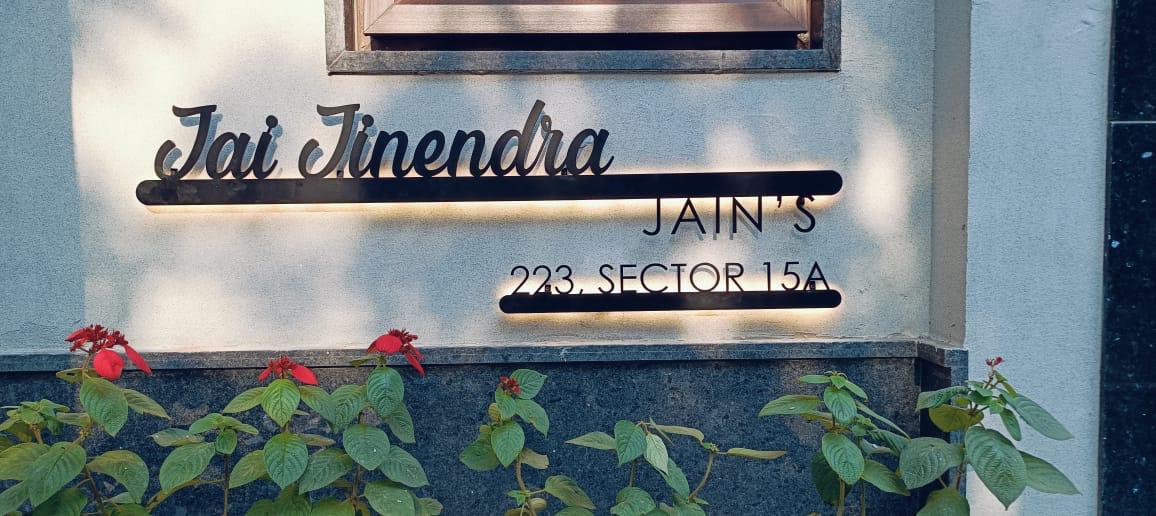 Jai Jinendra
JAIN'S
223, SECTOR 15A